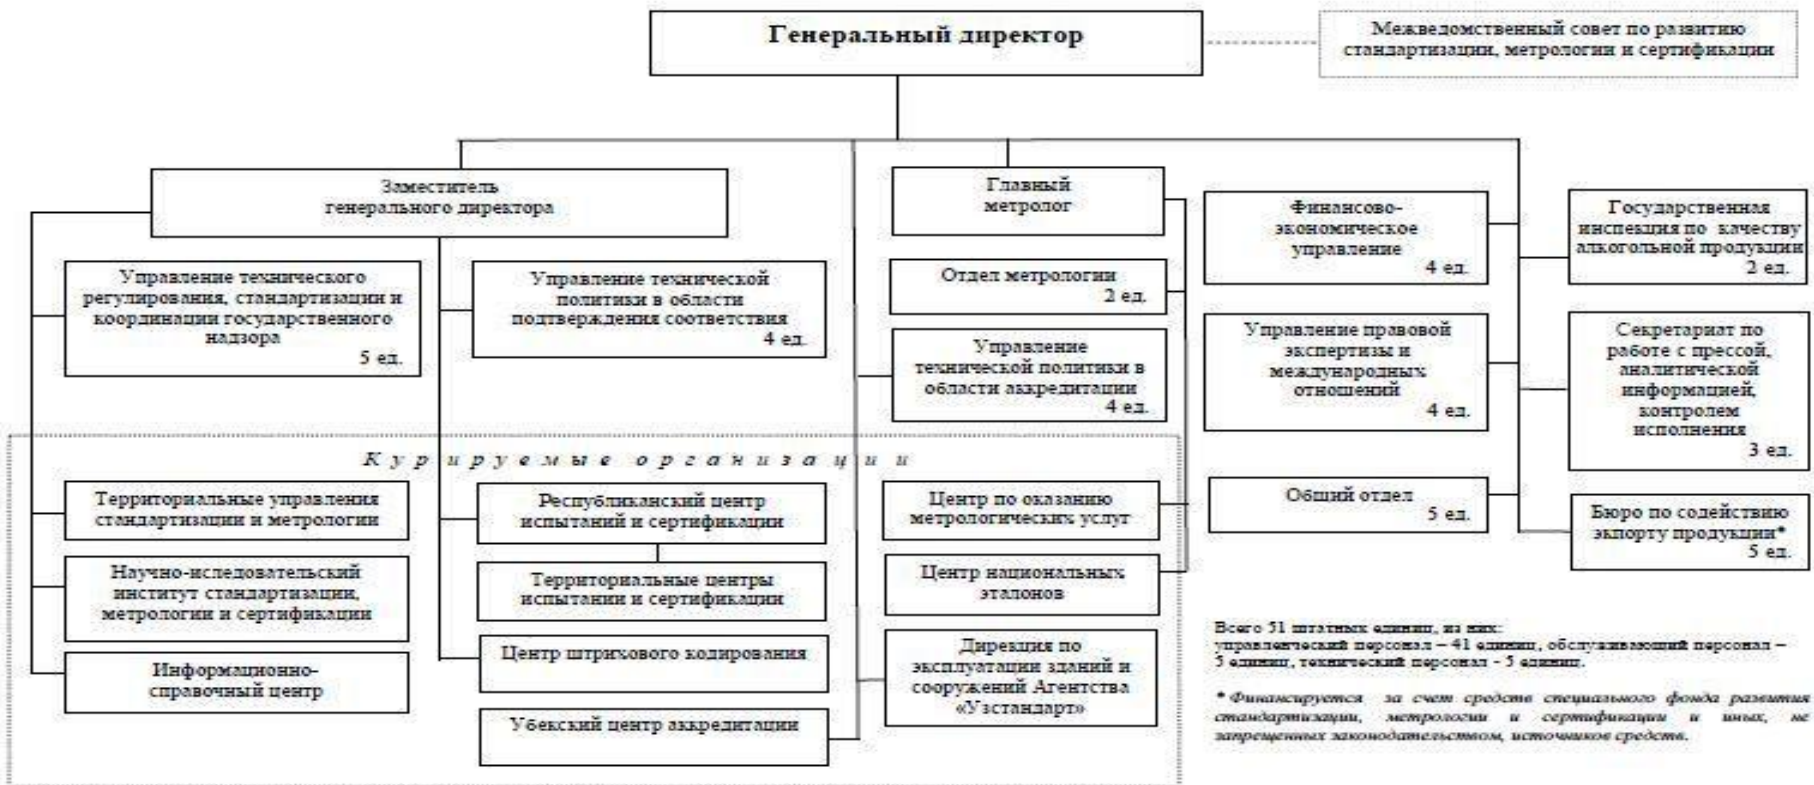 Генеральный директор
Межведомственный совет по развитию
стандартизации, метрологии и сертификации
Заместитель
генерального директора
Главный
метролог
Финансово-
экономическое
управление
4 ед.
Государственная
инспекция по качеству
алкогольной продукции
2 ед.
Управление технического
регулирования, стандартизации и
координации государственного
надзора
5 ед.
Управление технической
политики в области
подтверждения соответствия
4 ед.
Отдел метрологии
2 ед.
Управление
технической политики в
области аккредитации
4 ед.
Управление правовой
экспертизы и
международных
отношений
4 ед.
Секретариат по
работе с прессой,
аналитической
информацией,
контролем
исполнения
3 ед.
Курируемые организации
Территориальные управления
стандартизации и метрологии
Республиканский центр
испытаний и сертификации
Центр по оказанию
метрологических услуг
Общий отдел
5 ед.
Бюро по содействию
экпорту продукции*
5 ед.
Научно-иследовательский
институт стандартизации,
метрологии и сертификации
Территориальные центры
испытании и сертификации
Центр национальных
эталонов
Информационно-
справочный центр
Центр штрихового кодирования
Дирекция по
эксплуатации зданий и
сооружений Агентства
«Узстандарт»
Убекский центр аккредитации
Всего 51 штатных единиц, из них:
управленческий персонал – 41 единиц, обслуживающий персонал –
5 единиц, технический персонал - 5 единиц.
* Финансируется за счет средств специального фонда развития
стандартизации, метрологии и сертификации и иных, не
запрещенных законодательством, источников средств.